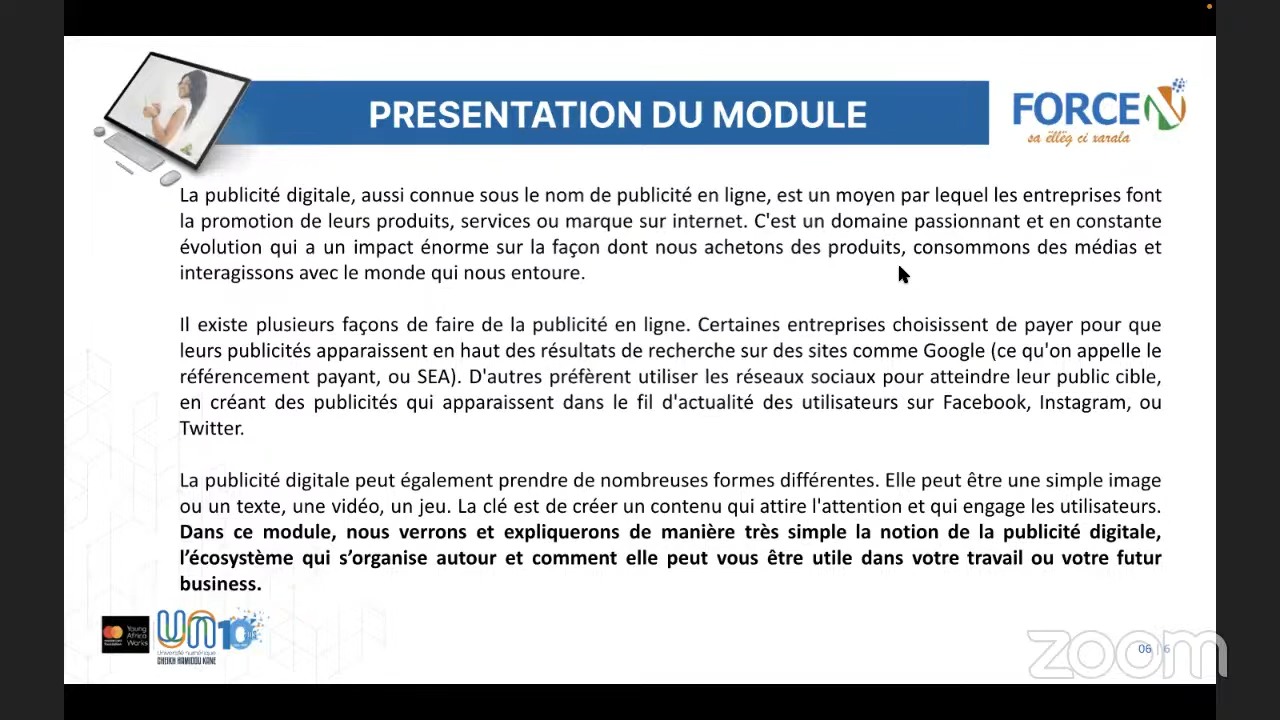 PRESENTATION DU MODULE
FORCE N
sa ëllëg ci xarala
La publicité digitale, aussi connue sous le nom de publicité en ligne, est un moyen par lequel les entreprises font
la promotion de leurs produits, services ou marque sur internet. C'est un domaine passionnant et en constante
évolution qui a un impact énorme sur la façon dont nous achetons des produits, consommons des médias et
interagissons avec le monde qui nous entoure.
Il existe plusieurs façons de faire de la publicité en ligne. Certaines entreprises choisissent de payer pour que
leurs publicités apparaissent en haut des résultats de recherche sur des sites comme Google (ce qu'on appelle le
référencement payant, ou SEA). D'autres préfèrent utiliser les réseaux sociaux pour atteindre leur public cible,
en créant des publicités qui apparaissent dans le fil d'actualité des utilisateurs sur Facebook, Instagram, ou
Twitter.
La publicité digitale peut également prendre de nombreuses formes différentes. Elle peut être une simple image
ou un texte, une vidéo, un jeu. La clé est de créer un contenu qui attire l'attention et qui engage les utilisateurs.
Dans ce module, nous verrons et expliquerons de manière très simple la notion de la publicité digitale,
l’écosystème qui s’organise autour et comment elle peut vous être utile dans votre travail ou votre futur
business.
Young
Africa
Works
UN 10
Université numérique
CHEIKH HAMIDOU KANE
06 | 6
zoom